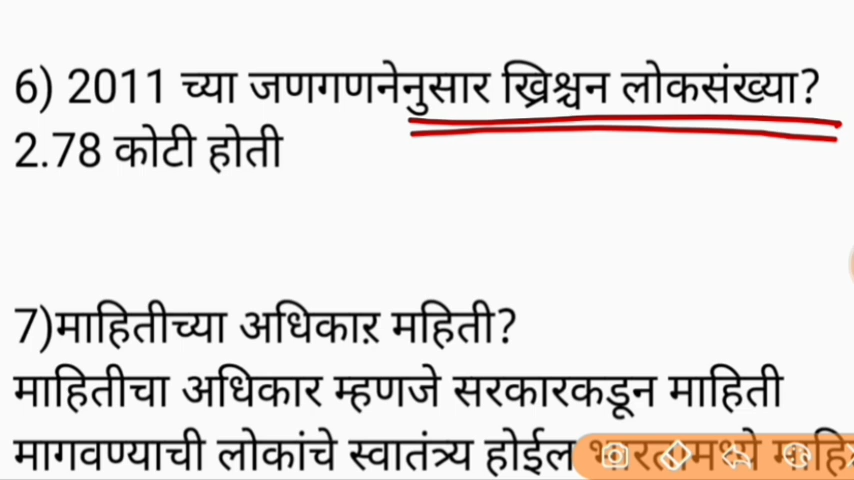 6) 2011 च्या जणगणनेनुसार ख्रिश्चन लोकसंख्या?
2.78 कोटी होती
7)माहितीच्या अधिकाऱ महिती?
माहितीचा अधिकार म्हणजे सरकारकडून माहिती
मागवण्याची लोकांचे स्वातंत्र्य होईल